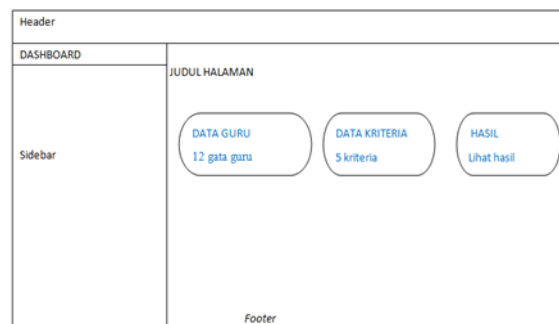 Header
DASHBOARD
JUDUL HALAMAN
DATA GURU
12 gata guru
DATA KRITERIA
5 kriteria
HASIL
Lihat hasil
Sidebar
Footer